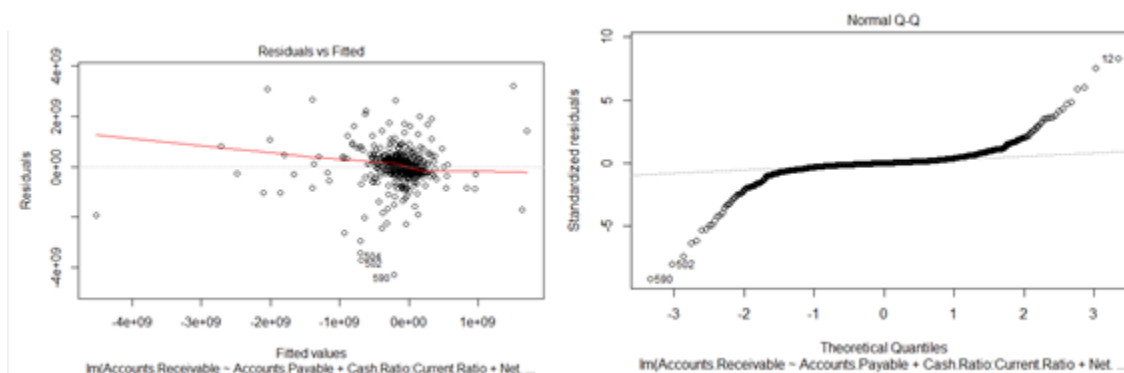 Residuals vs Fitted
Residuals
4e+09
2e+09
0e+00
-4e+09
504
502
590
-4e+09 -3e+09 -2e+09 -1e+09 0e+00 1e+09
Fitted values
lm(Accounts.Receivable ~ Accounts.Payable + Cash.Ratio:Current.Ratio + Net. ...
Normal Q-Q
Standardized residuals
10
5
0
-5
12
502
590
-3 -2 -1 0 1 2 3
Theoretical Quantiles
lm(Accounts.Receivable ~ Accounts.Payable + Cash.Ratio:Current.Ratio + Net. ...